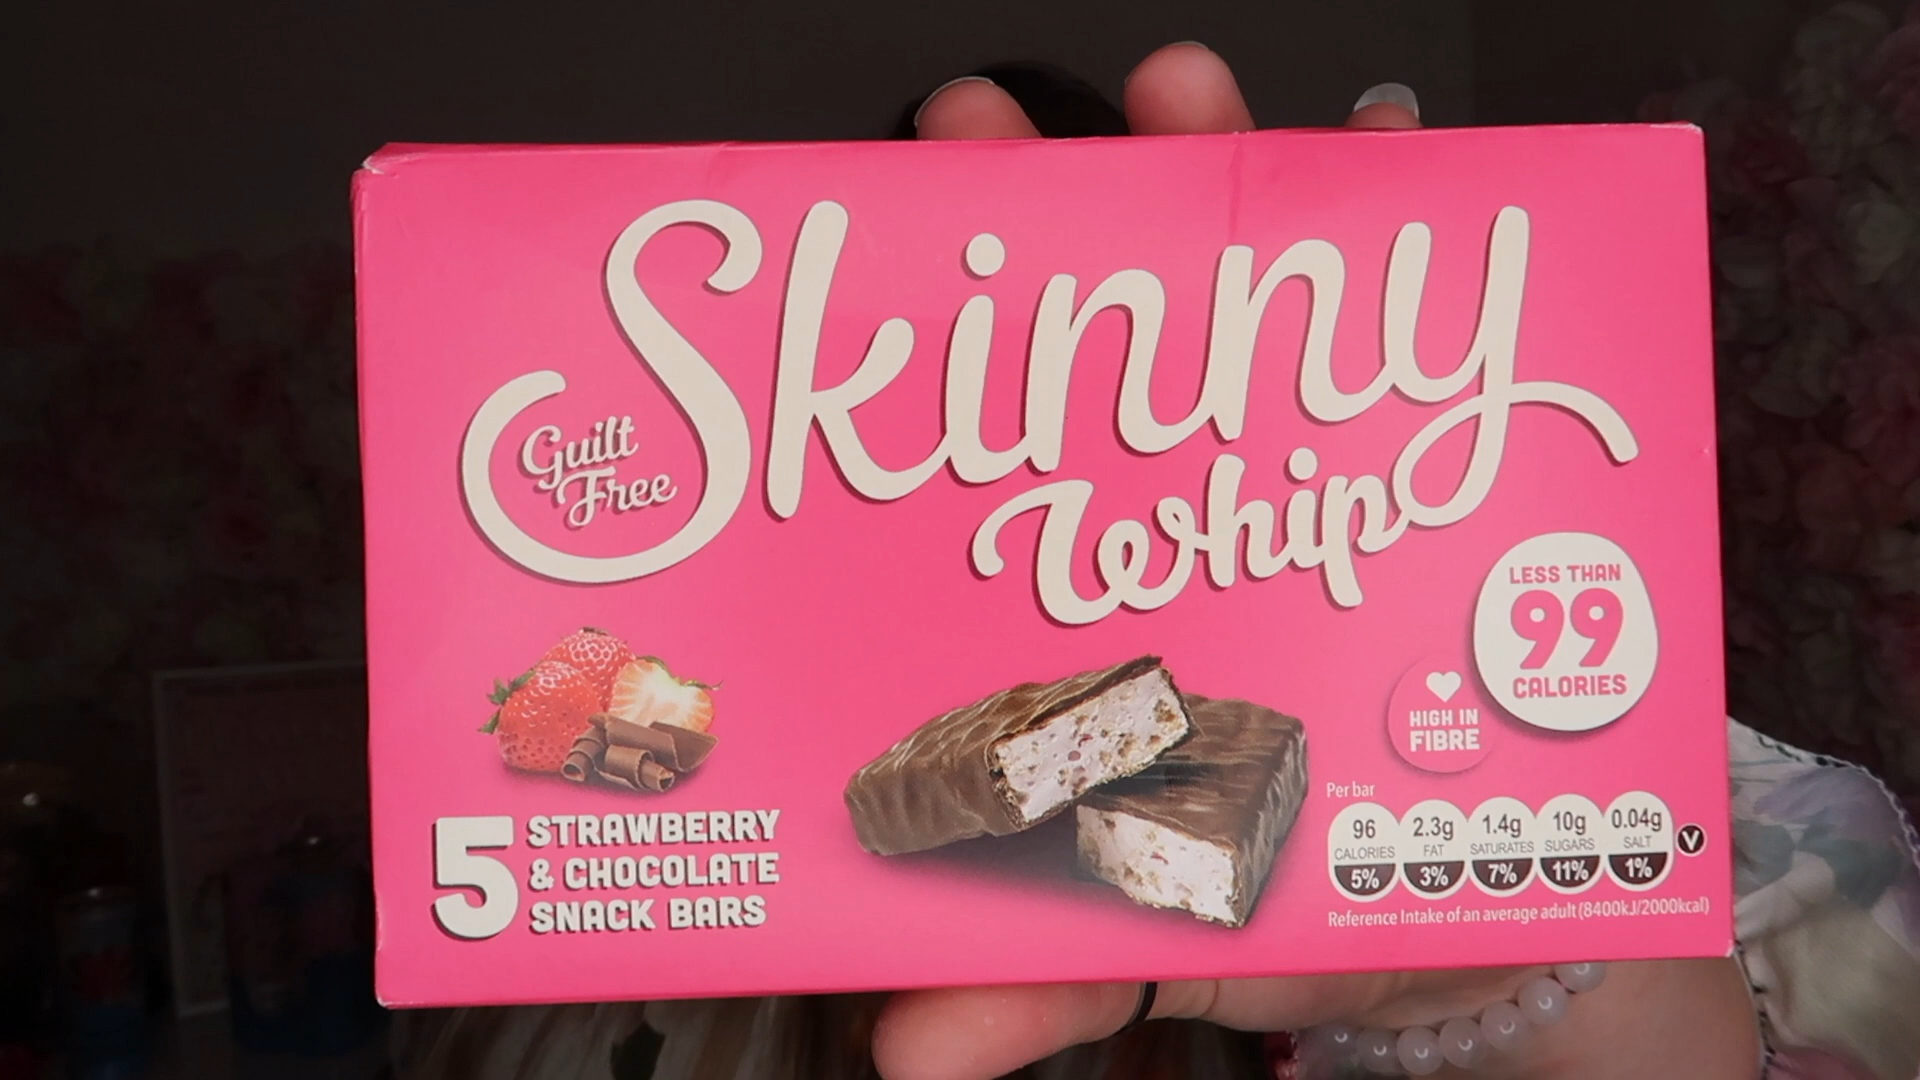 Skinny
Guilt
Free
Whip
LESS THAN
99
CALORIES
HIGH IN
FIBRE
5 STRAWBERRY
& CHOCOLATE
SNACK BARS
Per bar
96 2.3g 1.4g 10g 0.04g
CALORIES FAT SATURATES SUGARS SALT
5% 3% 7% 11% 1%
V
Reference Intake of an average adult (8400kJ/2000kcal)